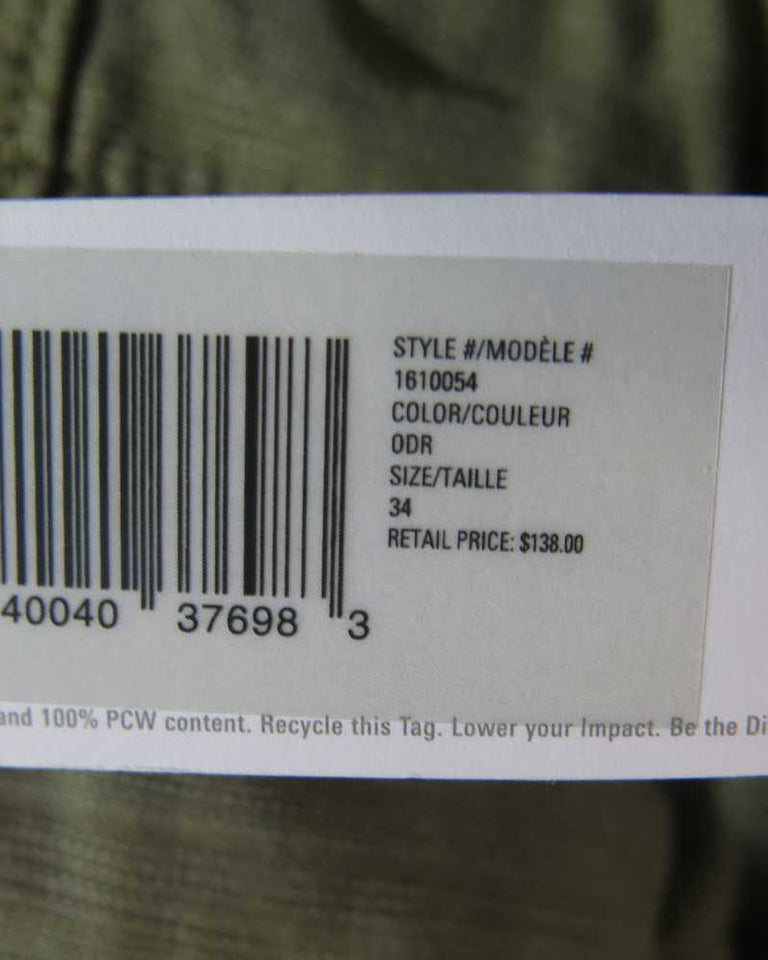 STYLE #/MODÈLE #
1610054
COLOR/COULEUR
ODR
SIZE/TAILLE
34
RETAIL PRICE: $138.00
40040 37698 3
and 100% PCW content. Recycle this Tag. Lower your Impact. Be the Di